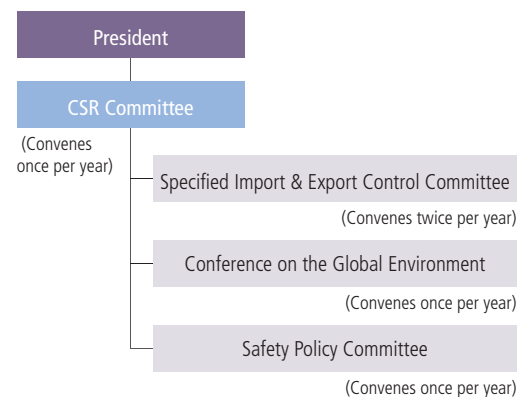 President
CSR Committee
(Convenes
once per year)
Specified Import & Export Control Committee
(Convenes twice per year)
Conference on the Global Environment
(Convenes once per year)
Safety Policy Committee
(Convenes once per year)